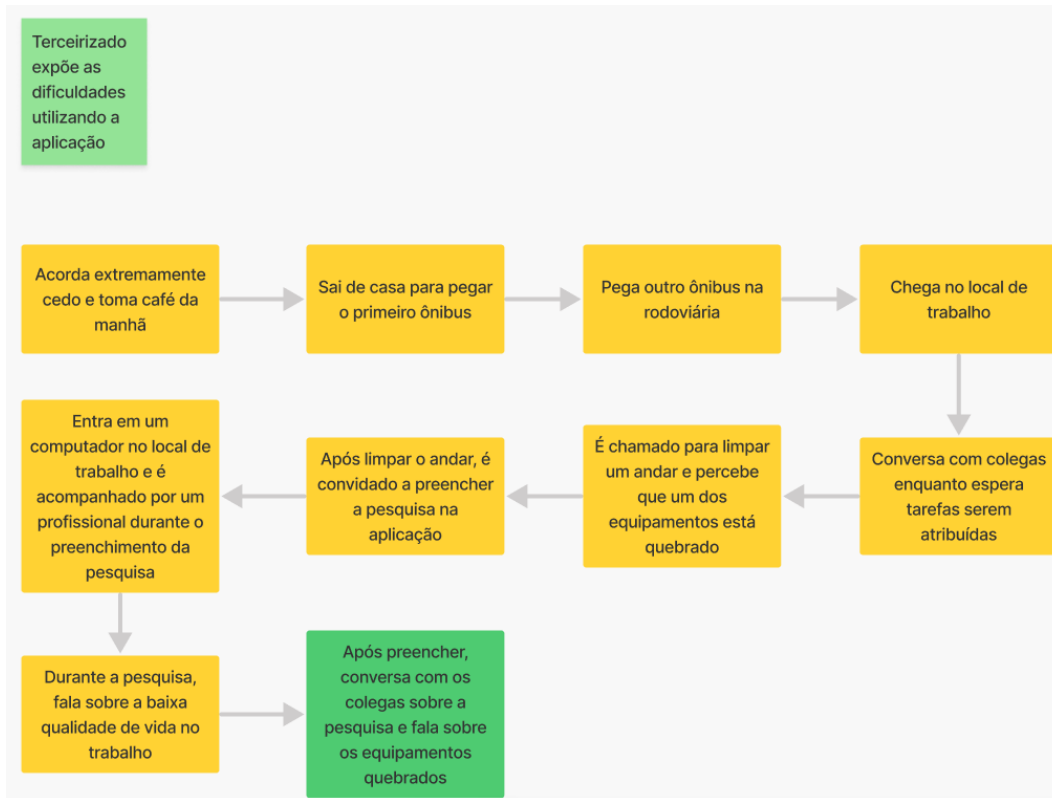 Terceirizado
expõe as
dificuldades
utilizando a
aplicação
Acorda extremamente
cedo e toma café da
manhã
Sai de casa para pegar
o primeiro ônibus
Pega outro ônibus na
rodoviária
Chega no local de
trabalho
Conversa com colegas
enquanto espera
tarefas serem
atribuídas
É chamado para limpar
um andar e percebe
que um dos
equipamentos está
quebrado
Após limpar o andar, é
convidado a preencher
a pesquisa na
aplicação
Entra em um
computador no local de
trabalho e é
acompanhado por um
profissional durante o
preenchimento da
pesquisa
Durante a pesquisa,
fala sobre a baixa
qualidade de vida no
trabalho
Após preencher,
conversa com os
colegas sobre a
pesquisa e fala sobre
os equipamentos
quebrados